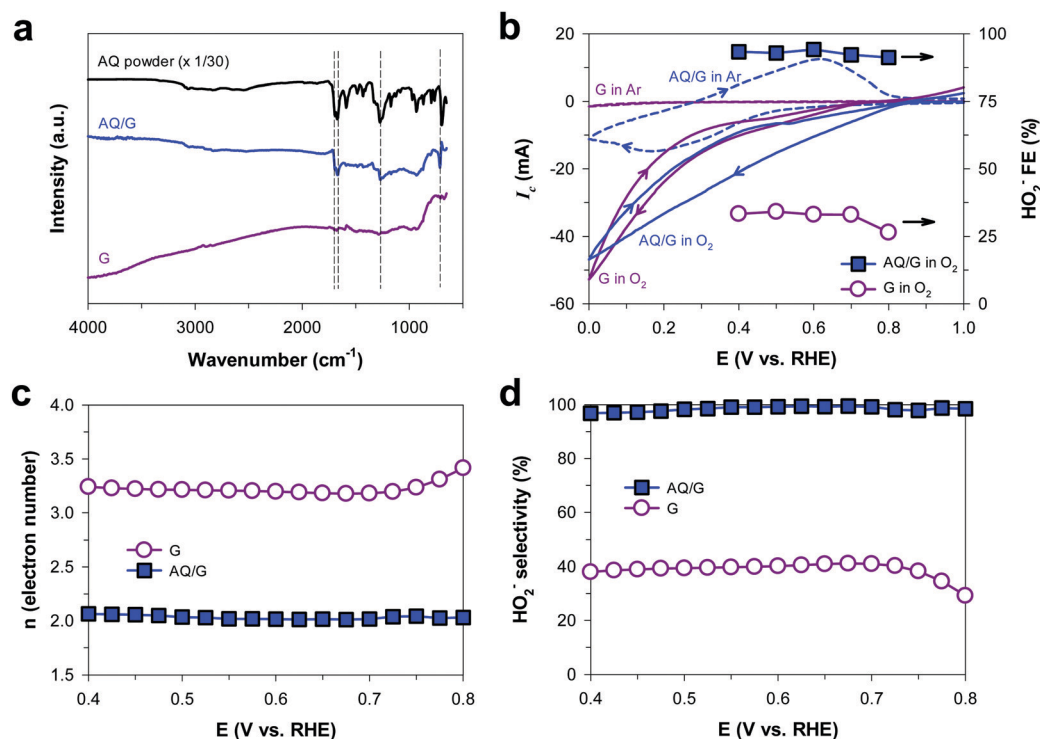 a
AQ powder (x 1/30)
AQ/G
G
Intensity (a.u.)
4000 3000 2000 1000
Wavenumber (cm⁻¹)
b
20
0
-20
-40
-60
I_c (mA)
G in Ar
AQ/G in Ar
AQ/G in O₂
G in O₂
AQ/G in O₂
G in O₂
100
75
50
25
0
HO₂⁻ FE (%)
0.0 0.2 0.4 0.6 0.8 1.0
E (V vs. RHE)
c
4.0
3.5
3.0
2.5
2.0
1.5
n (electron number)
G
AQ/G
0.4 0.5 0.6 0.7 0.8
E (V vs. RHE)
d
100
80
60
40
20
0
HO₂⁻ selectivity (%)
AQ/G
G
0.4 0.5 0.6 0.7 0.8
E (V vs. RHE)